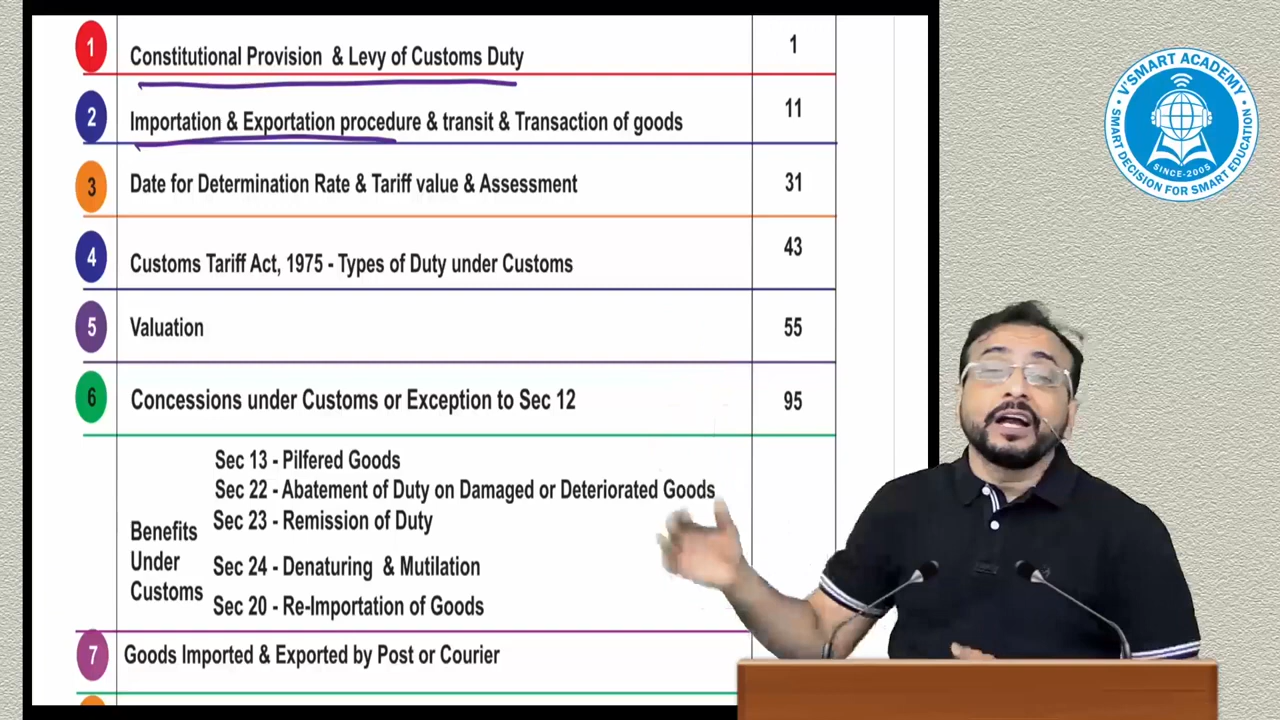 1 Constitutional Provision & Levy of Customs Duty 1
2 Importation & Exportation procedure & transit & Transaction of goods 11
3 Date for Determination Rate & Tariff value & Assessment 31
4 Customs Tariff Act, 1975 - Types of Duty under Customs 43
5 Valuation 55
6 Concessions under Customs or Exception to Sec 12 95
Benefits Under Customs
Sec 13 - Pilfered Goods
Sec 22 - Abatement of Duty on Damaged or Deteriorated Goods
Sec 23 - Remission of Duty
Sec 24 - Denaturing & Mutilation
Sec 20 - Re-Importation of Goods
7 Goods Imported & Exported by Post or Courier
V'SMART ACADEMY
SINCE-2005
SMART DECISION FOR SMART EDUCATION